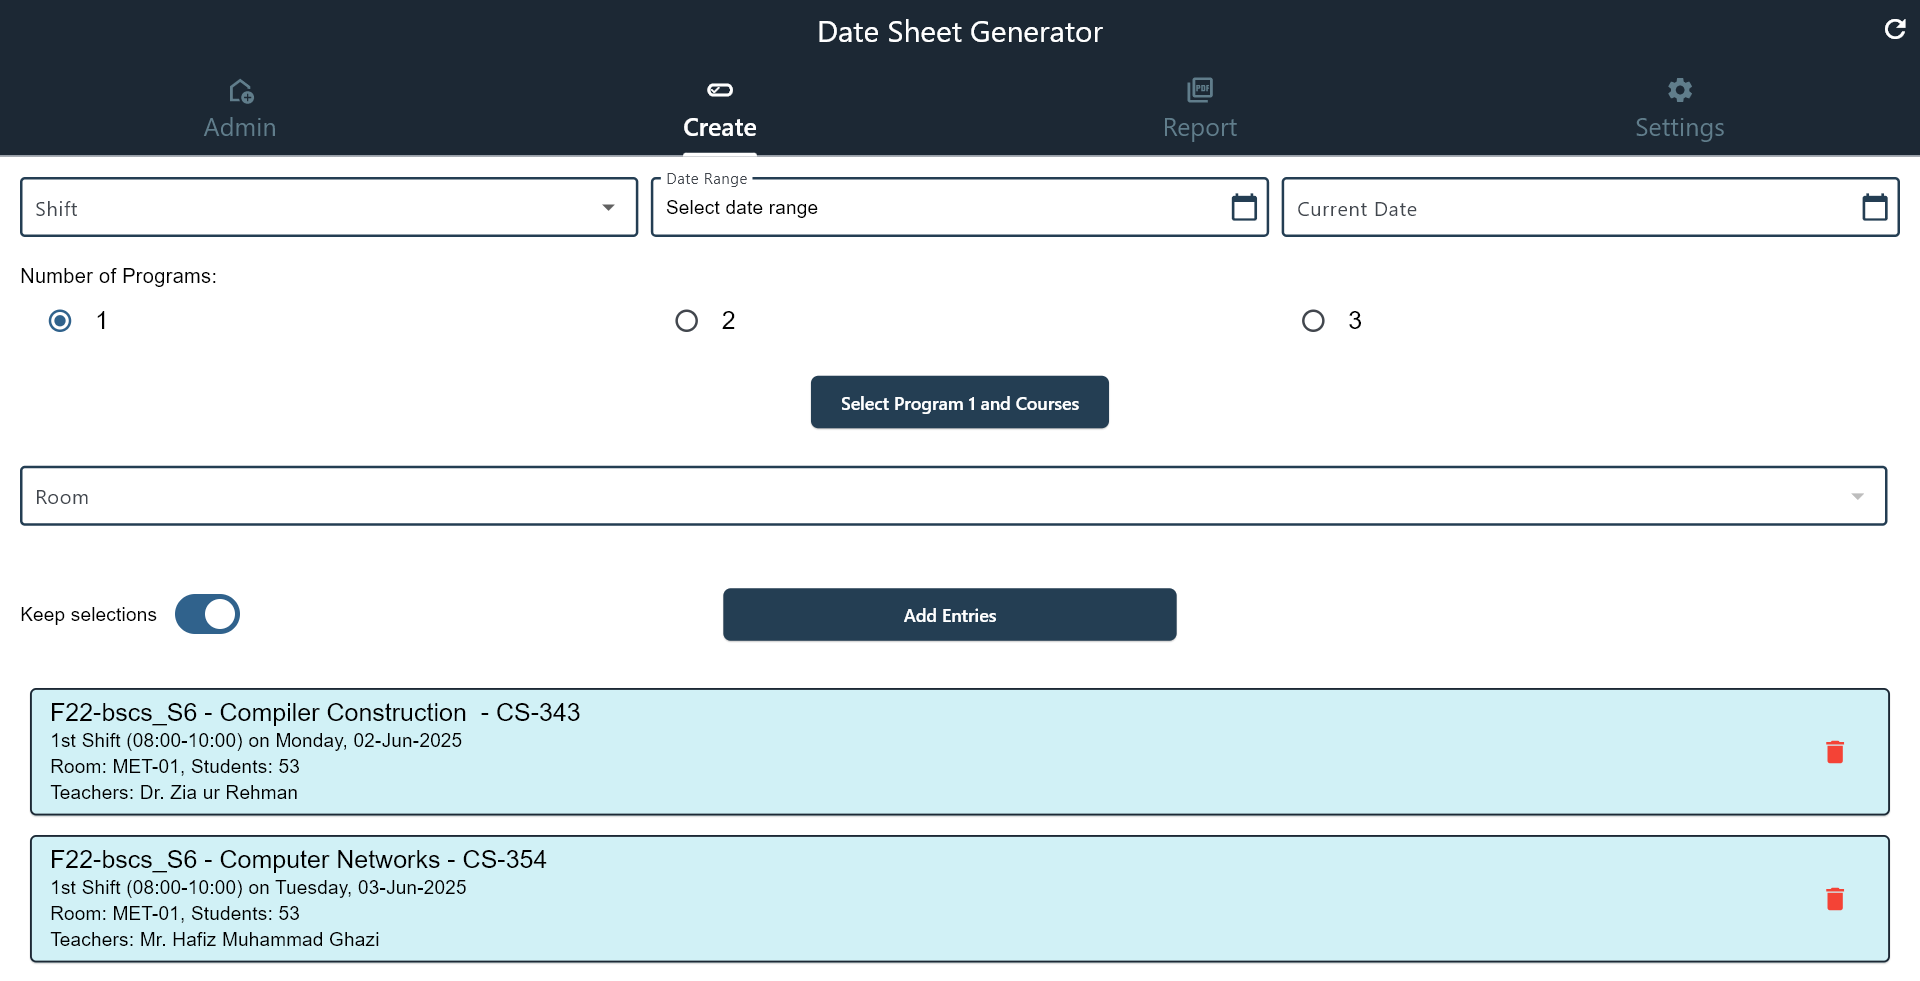 Date Sheet Generator
Admin
Create
PDF
Report
Settings
Shift
Date Range
Select date range
Current Date
Number of Programs:
1
2
3
Select Program 1 and Courses
Room
Keep selections
Add Entries
F22-bscs_S6 - Compiler Construction  - CS-343
1st Shift (08:00-10:00) on Monday, 02-Jun-2025
Room: MET-01, Students: 53
Teachers: Dr. Zia ur Rehman
F22-bscs_S6 - Computer Networks - CS-354
1st Shift (08:00-10:00) on Tuesday, 03-Jun-2025
Room: MET-01, Students: 53
Teachers: Mr. Hafiz Muhammad Ghazi